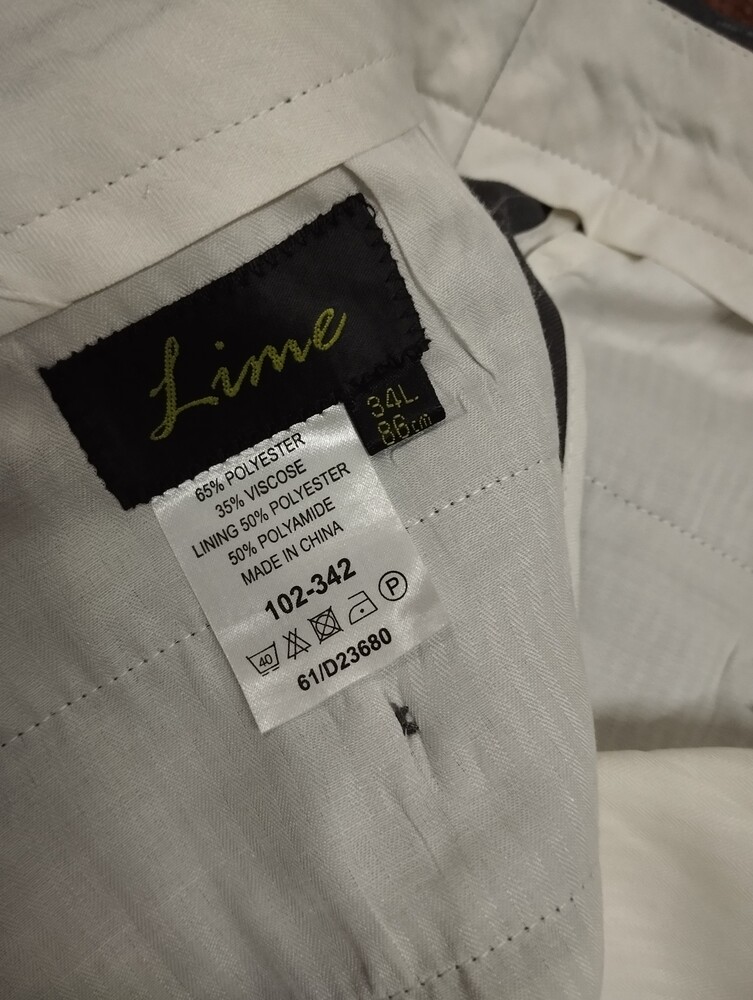 Lime
34L.
86cm
65% POLYESTER
35% VISCOSE
LINING 50% POLYESTER
50% POLYAMIDE
MADE IN CHINA
102-342
40
P
61/D23680